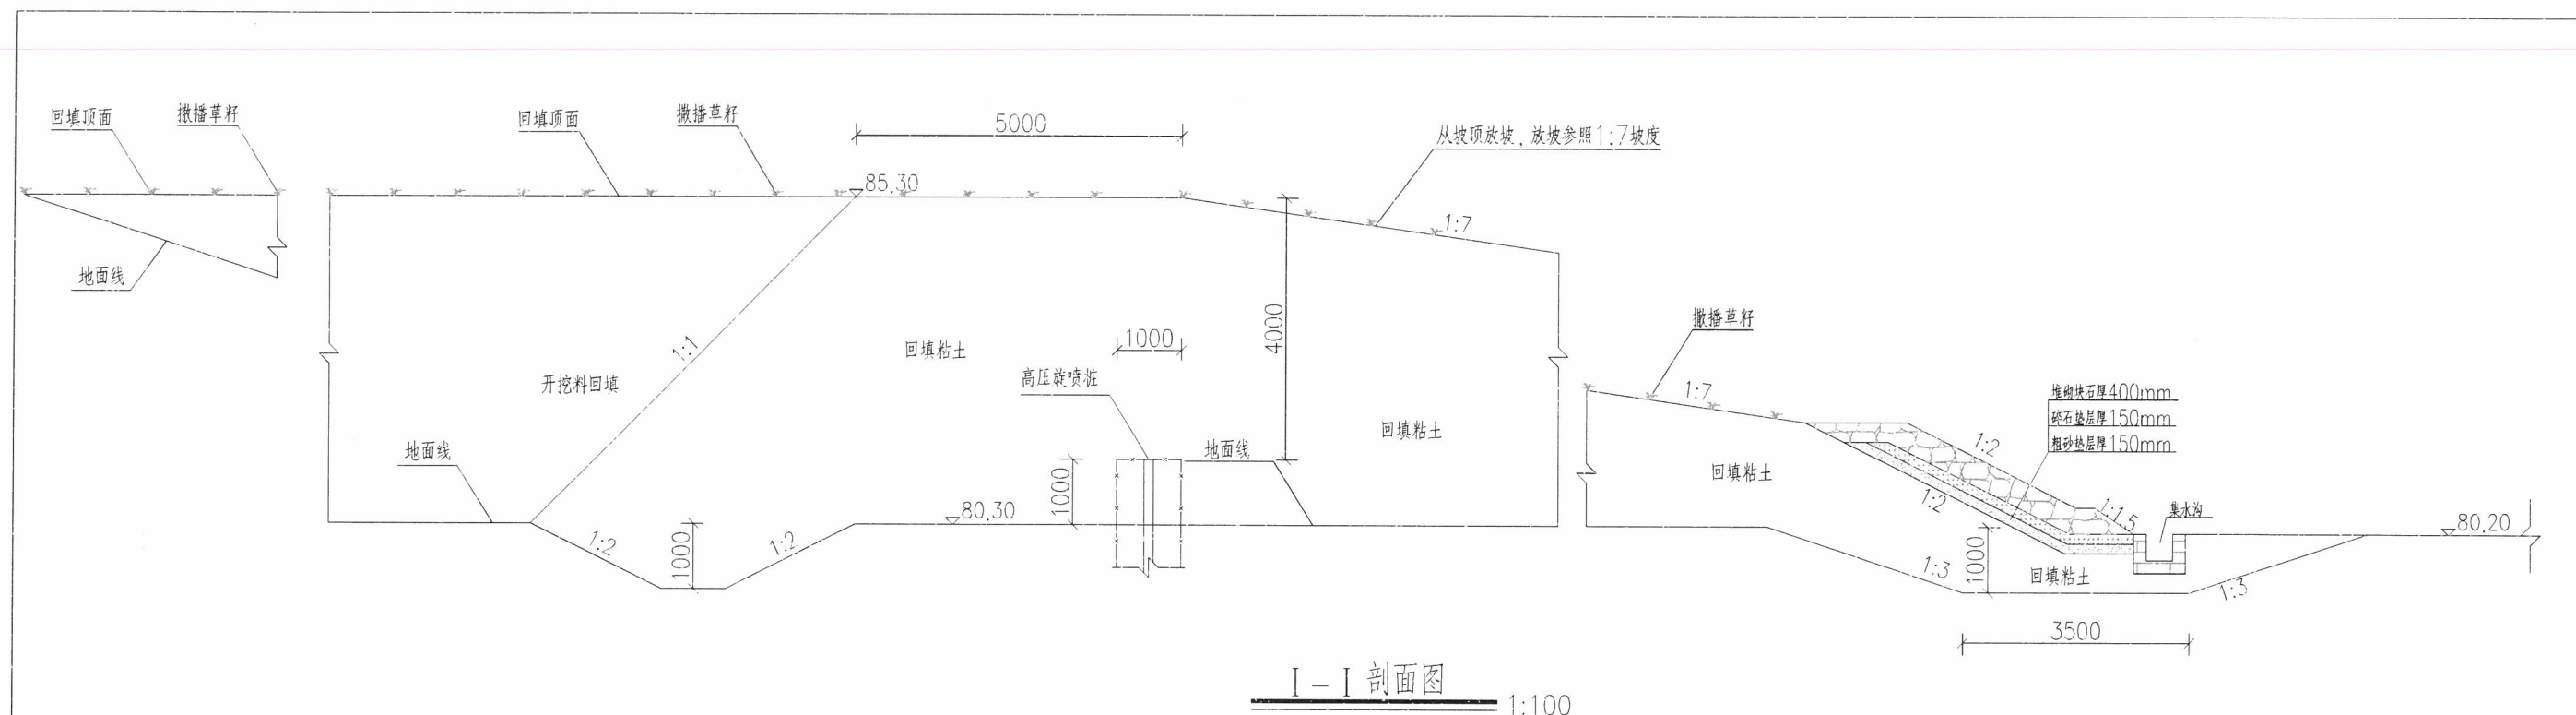 回填顶面
撒播草籽
回填顶面
撒播草籽
5000
从坡顶放坡，放坡参照1:7坡度
85.30
1:7
地面线
1:1
回填粘土
1000
4000
撒播草籽
开挖料回填
高压旋喷桩
1:7
堆砌块石厚400mm
碎石垫层厚150mm
粗砂垫层厚150mm
地面线
地面线
回填粘土
1:2
回填粘土
1:2
1:1.5
集水沟
1000
80.30
80.20
1:2
1000
1:2
1:3
1000
回填粘土
1:3
3500
I-I 剖面图
1:100